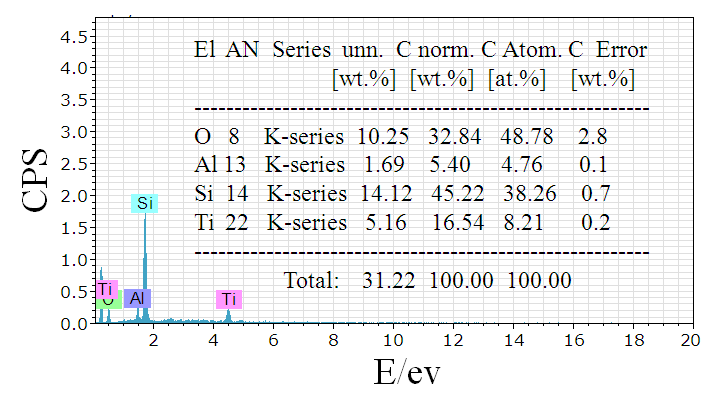 El AN Series unn. C norm. C Atom. C Error
[wt.%] [wt.%] [at.%] [wt.%]
O 8 K-series 10.25 32.84 48.78 2.8
Al 13 K-series 1.69 5.40 4.76 0.1
Si 14 K-series 14.12 45.22 38.26 0.7
Ti 22 K-series 5.16 16.54 8.21 0.2
Total: 31.22 100.00 100.00
CPS
4.5
4.0
3.5
3.0
2.5
2.0
1.5
1.0
0.5
0.0
Si
Ti
O
Al
Ti
2 4 6 8 10 12 14 16 18 20
E/ev